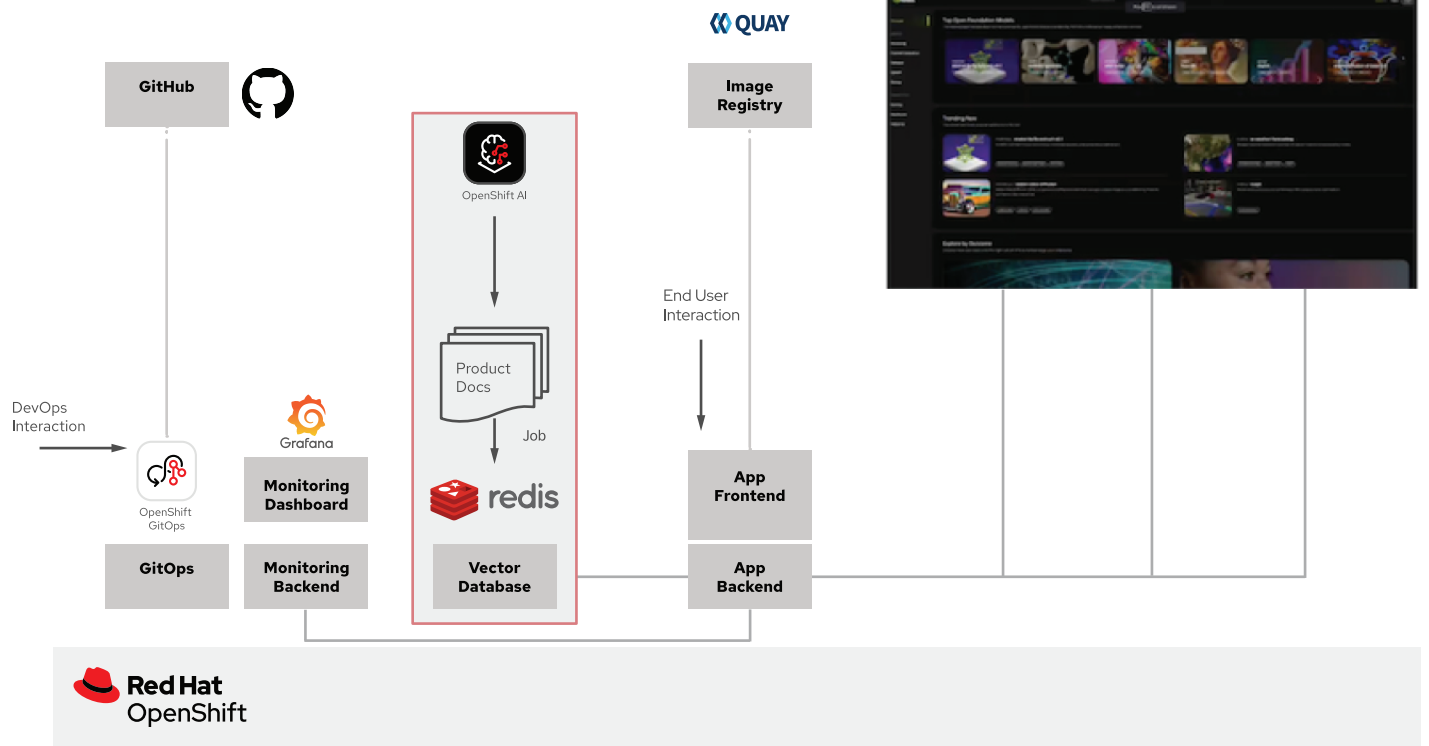 QUAY
GitHub
Image
Registry
Top Open Foundation Models
Trending Now
OpenShift AI
End User
Interaction
Product
Docs
DevOps
Interaction
Grafana
Job
redis
Monitoring
Dashboard
App
Frontend
OpenShift
GitOps
GitOps
Monitoring
Backend
Vector
Database
App
Backend
Red Hat
OpenShift